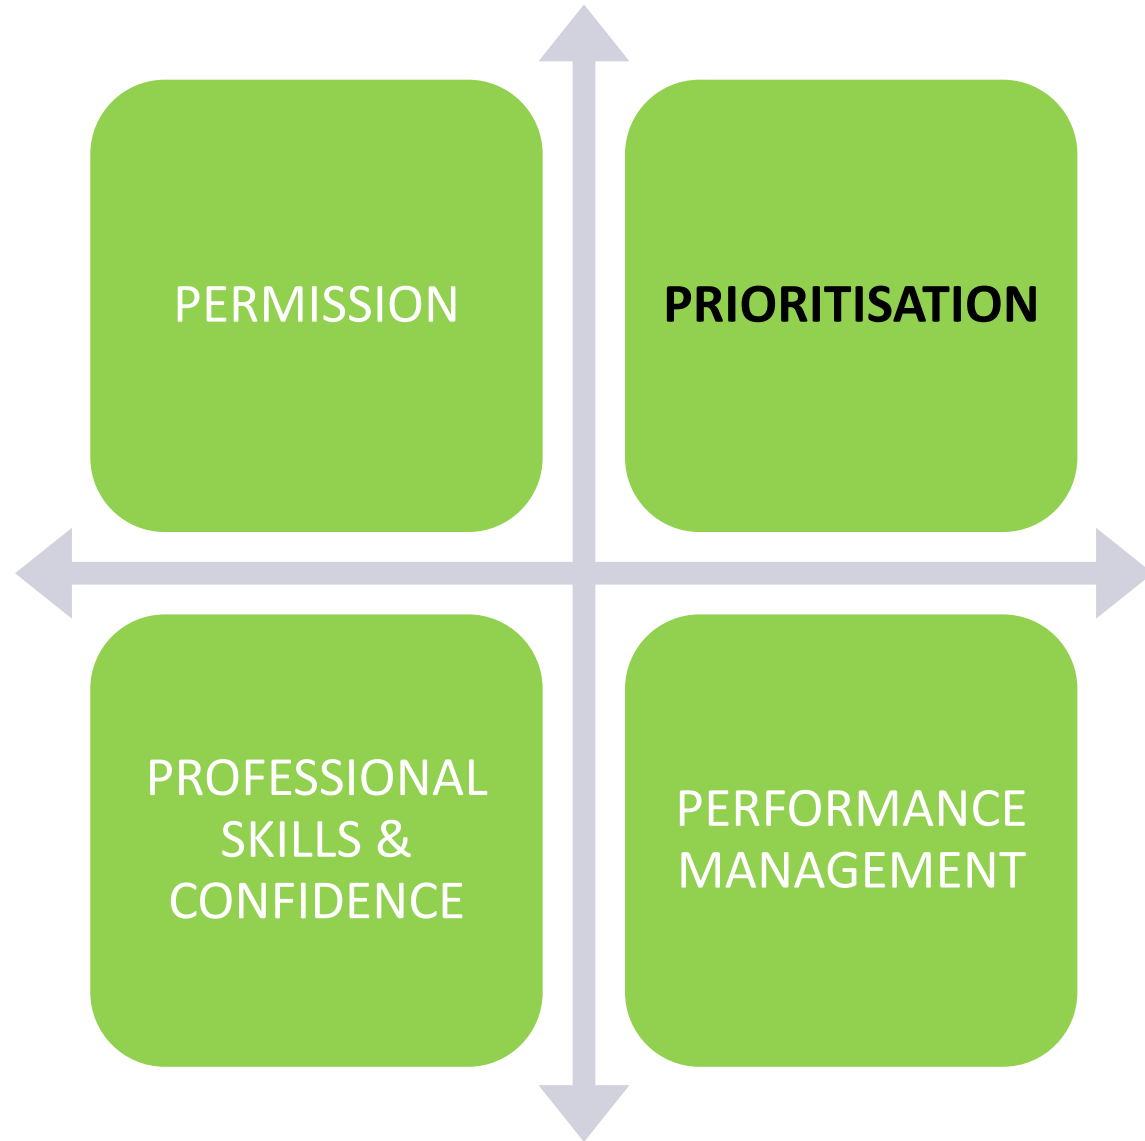 PERMISSION
PRIORITISATION
PROFESSIONAL
SKILLS &
CONFIDENCE
PERFORMANCE
MANAGEMENT